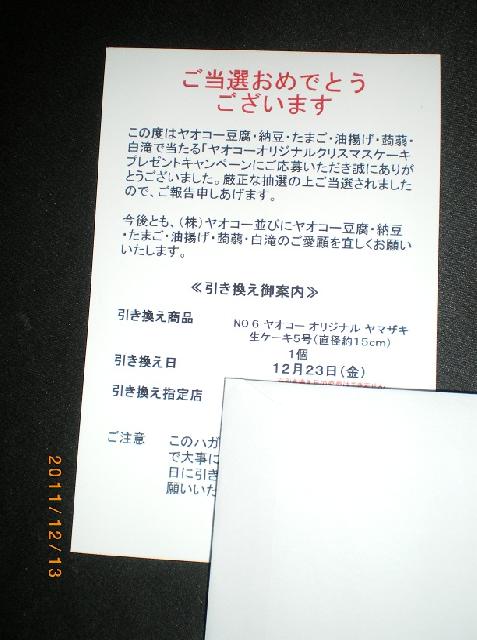 ご当選おめでとう
ございます
この度はヤオコー豆腐・納豆・たまご・油揚げ・蒟蒻・
白滝で当たる「ヤオコーオリジナルクリスマスケーキ
プレゼントキャンペーンにご応募いただき誠にありが
とうございました。厳正な抽選の上ご当選されました
ので、ご報告申しあげます。
今後とも、(株)ヤオコー並びにヤオコー豆腐・納豆
・たまご・油揚げ・蒟蒻・白滝のご愛顧を宜しくお願い
いたします。
≪引き換え御案内≫
引き換え商品
NO6 ヤオコー オリジナル ヤマザキ
生ケーキ5号(直径約15cm)
1個
引き換え日
12月23日(金)
引き換え指定店
ご注意 このハガ
で大事に
日に引き
願いいた
2011/12/13